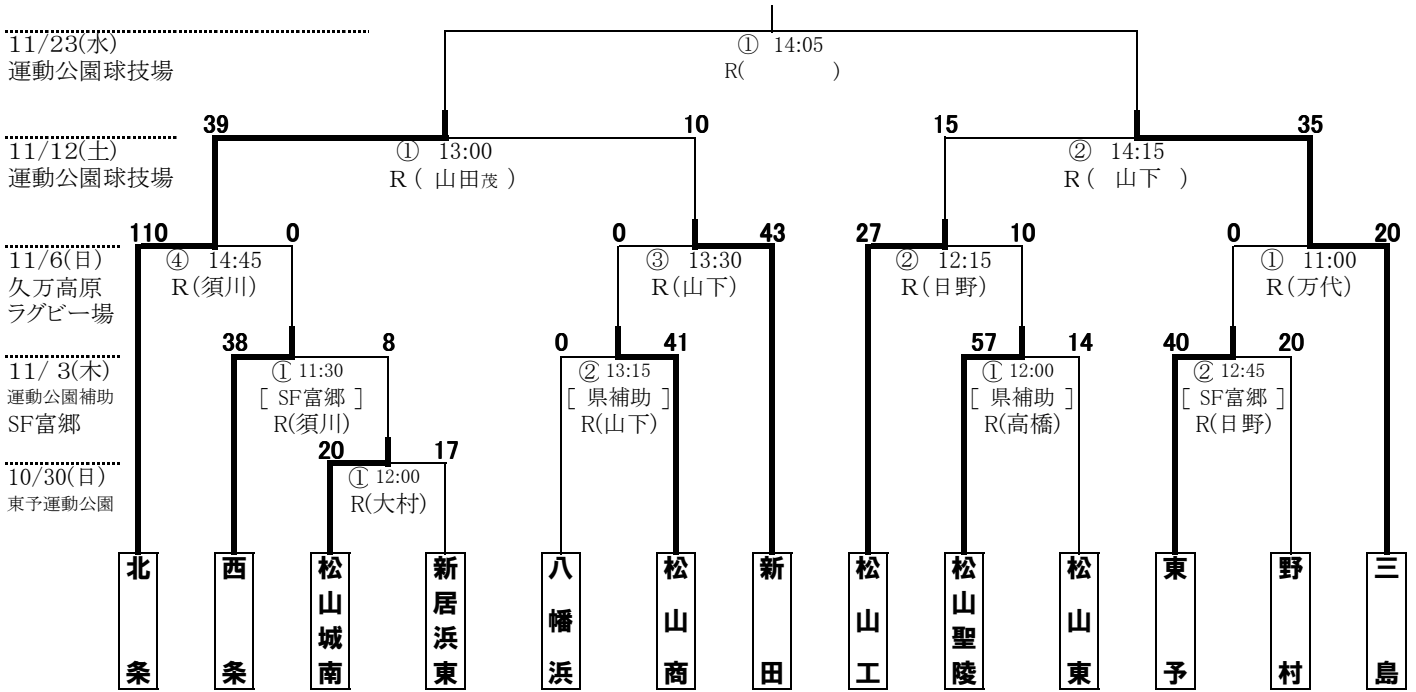 11/23(水)
運動公園球技場
① 14:05
R(　　　　)
39
10
15
35
11/12(土)
運動公園球技場
① 13:00
R ( 山田茂 )
② 14:15
R ( 山下 )
110
0
0
43
27
10
0
20
11/6(日)
久万高原
ラグビー場
④ 14:45
R(須川)
③ 13:30
R(山下)
② 12:15
R(日野)
① 11:00
R(万代)
38
8
0
41
57
14
40
20
11/ 3(木)
運動公園補助
SF富郷
① 11:30
[ SF富郷 ]
R(須川)
② 13:15
[ 県補助 ]
R(山下)
① 12:00
[ 県補助 ]
R(高橋)
② 12:45
[ SF富郷 ]
R(日野)
20
17
10/30(日)
東予運動公園
① 12:00
R(大村)
北条
西条
松山城南
新居浜東
八幡浜
松山商
新田
松山工
松山聖陵
松山東
東予
野村
三島